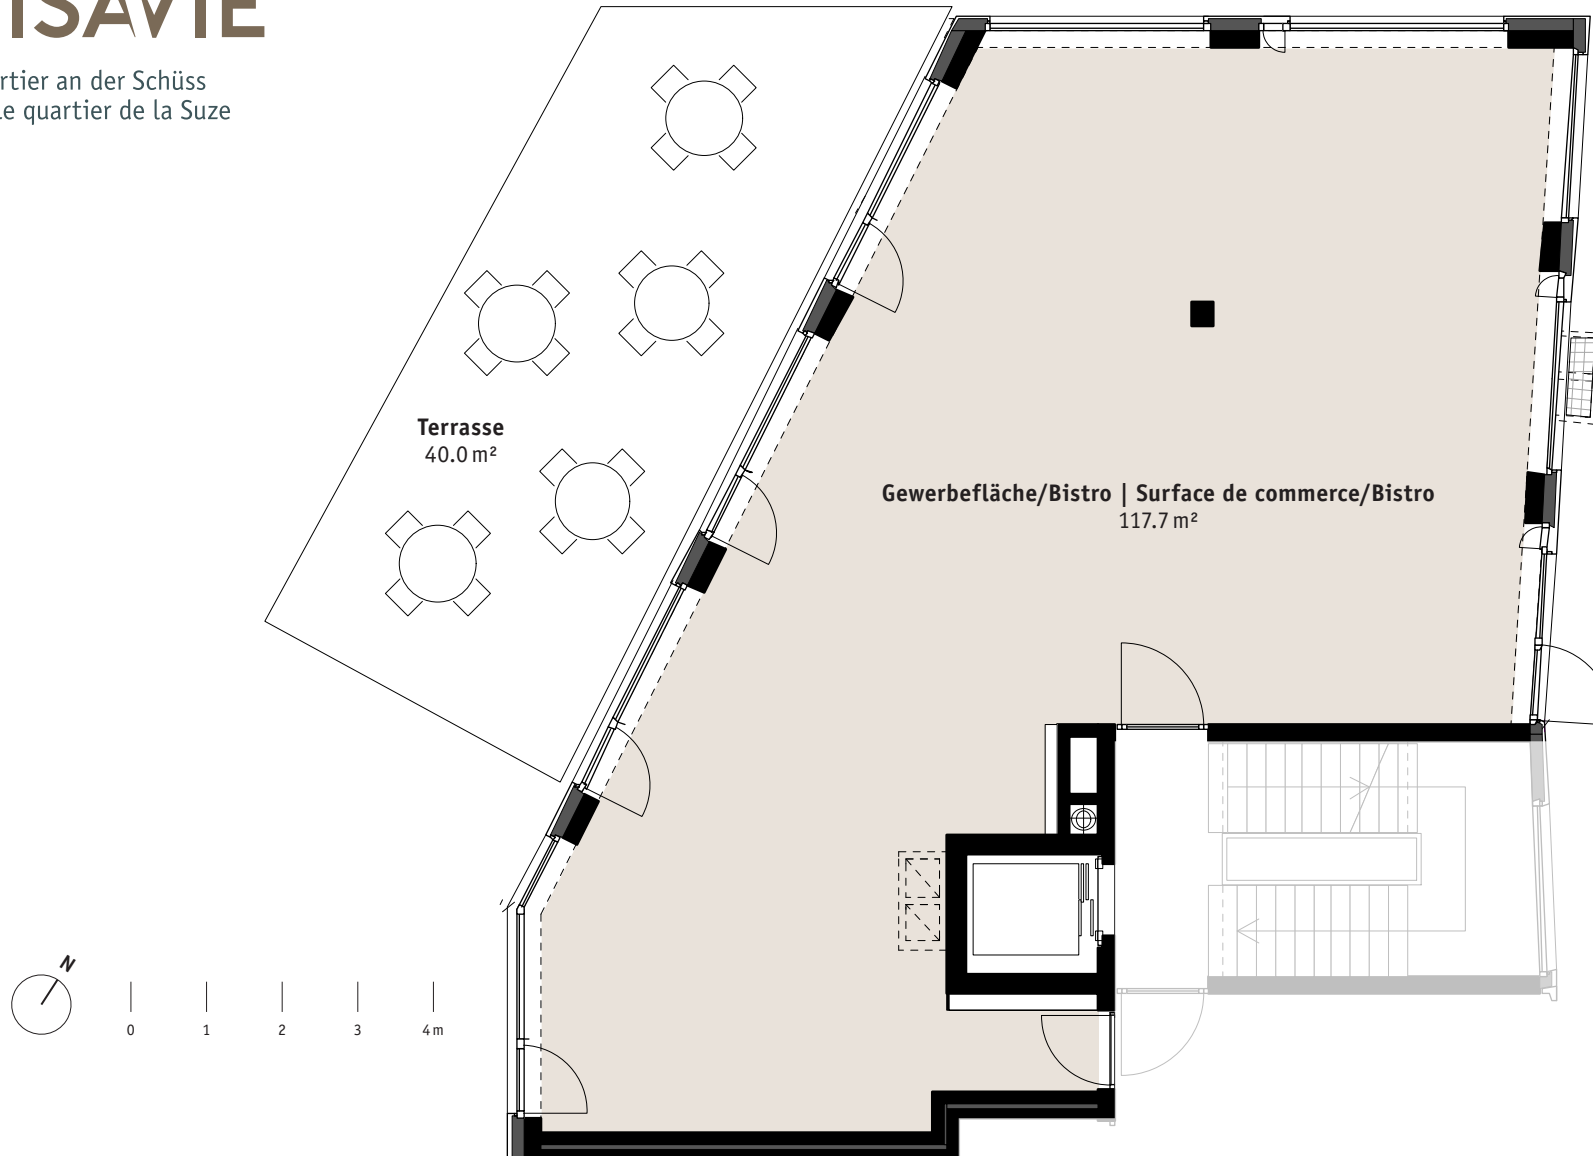 ISAVIE
rtier an der Schüss
Le quartier de la Suze
Terrasse
40.0 m²
Gewerbefläche/Bistro | Surface de commerce/Bistro
117.7 m²
N
0 1 2 3 4 m